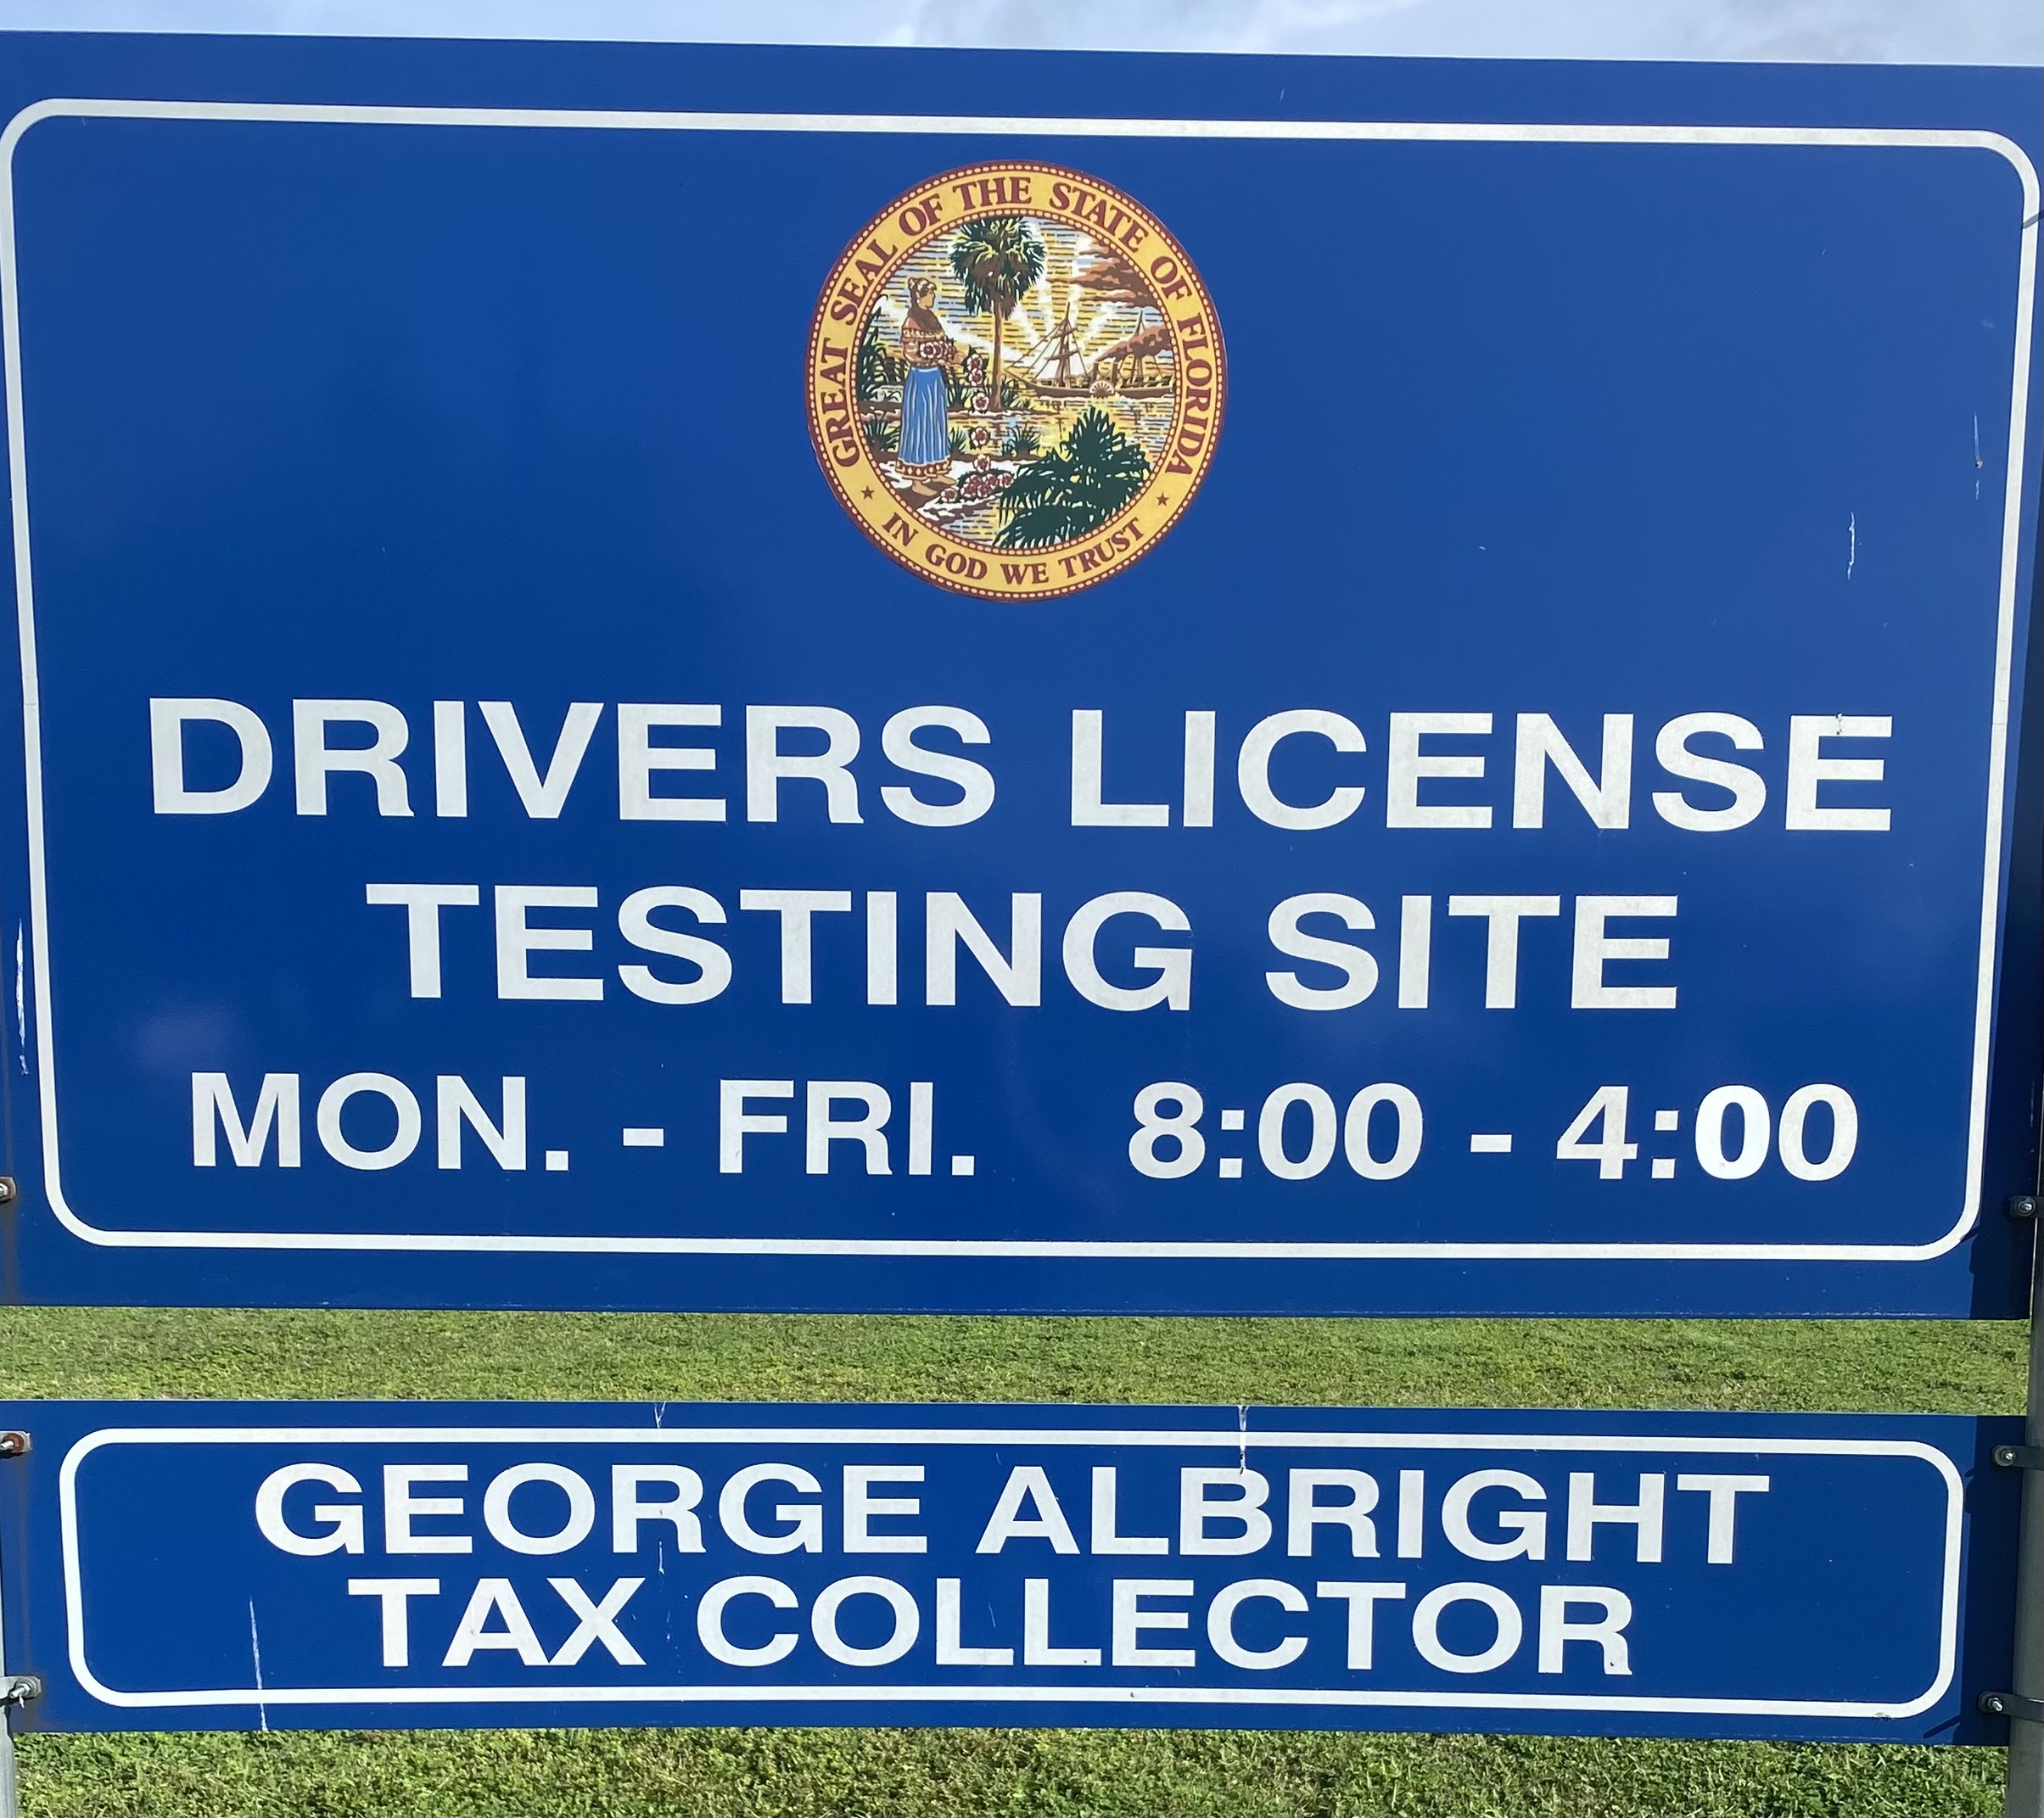 GREAT SEAL OF THE STATE OF FLORIDA
IN GOD WE TRUST
DRIVERS LICENSE
TESTING SITE
MON. - FRI. 8:00 - 4:00
GEORGE ALBRIGHT
TAX COLLECTOR